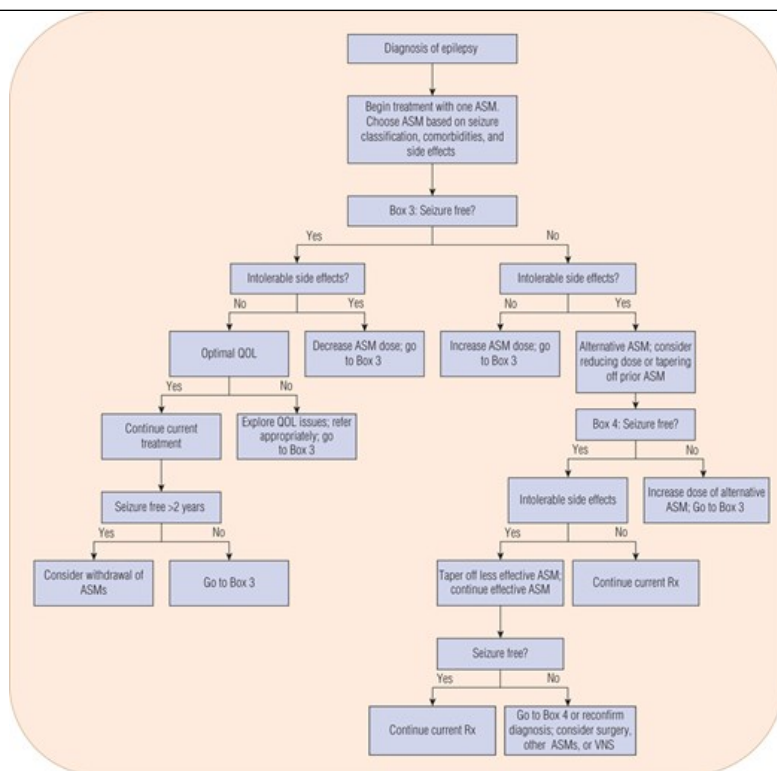 Diagnosis of epilepsy
Begin treatment with one ASM.
Choose ASM based on seizure
classification, comorbidities, and
side effects
Box 3: Seizure free?
Yes
No
Intolerable side effects?
Intolerable side effects?
No
Yes
No
Yes
Optimal QOL
Decrease ASM dose; go
to Box 3
Increase ASM dose; go
to Box 3
Alternative ASM; consider
reducing dose or tapering
off prior ASM
Yes
No
Continue current
treatment
Explore QOL issues; refer
appropriately; go
to Box 3
Box 4: Seizure free?
Yes
No
Seizure free >2 years
Intolerable side effects
Increase dose of alternative
ASM; Go to Box 3
Yes
No
Yes
No
Consider withdrawal of
ASMs
Go to Box 3
Taper off less effective ASM;
continue effective ASM
Continue current Rx
Seizure free?
Yes
No
Continue current Rx
Go to Box 4 or reconfirm
diagnosis; consider surgery,
other ASMs, or VNS